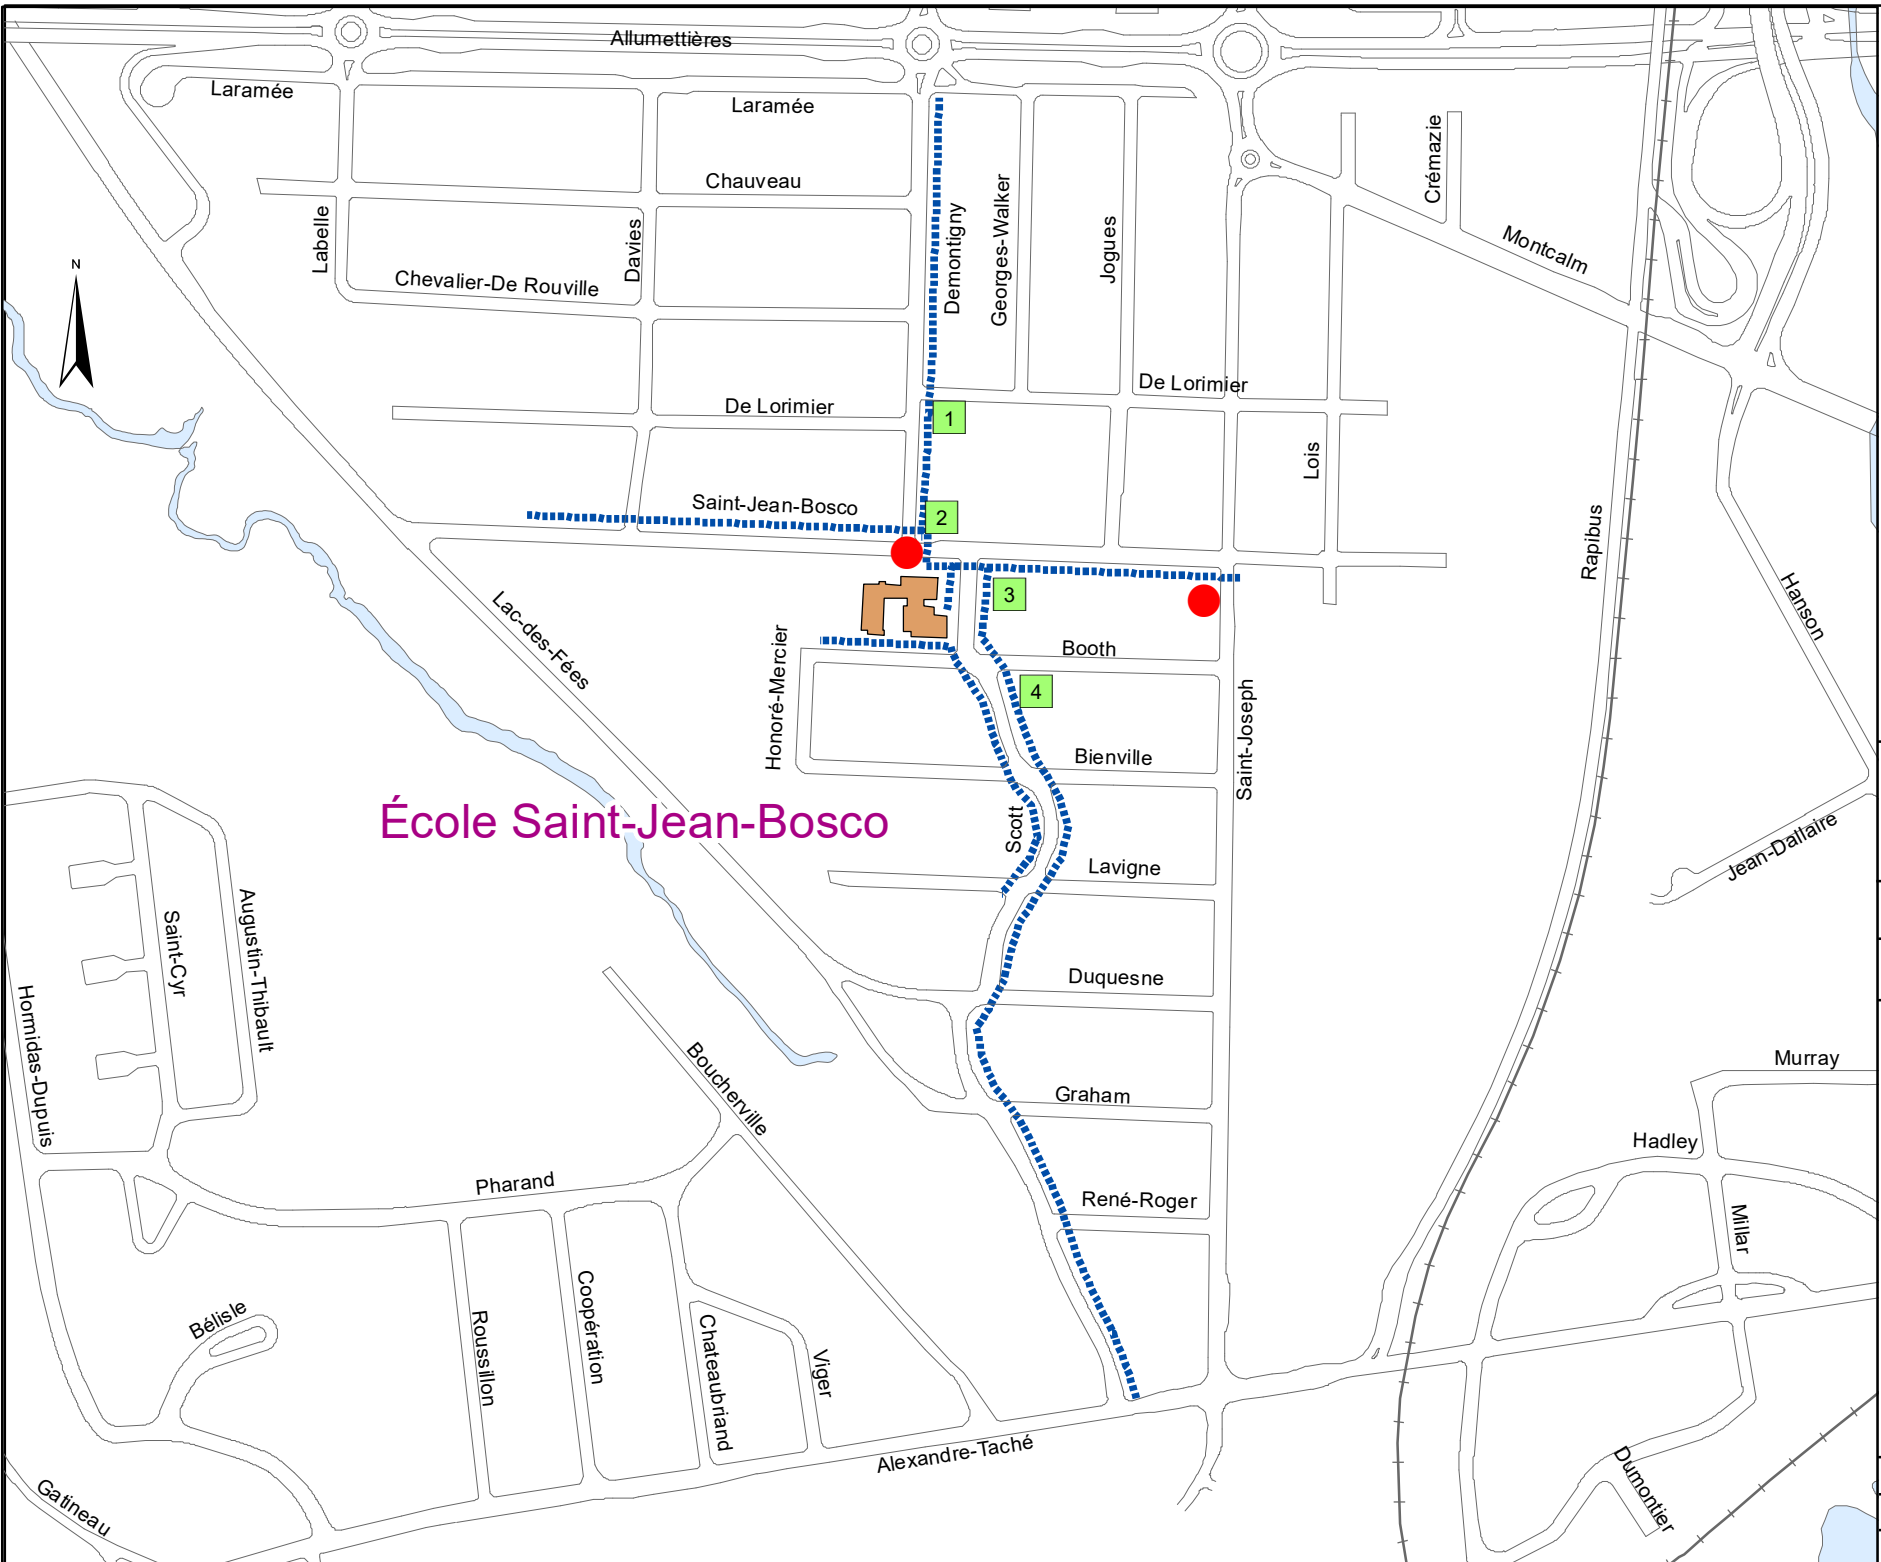 Allumettières
Laramée
Laramée
Chauveau
Crémazie
Labelle
Davies
Demontigny
Georges-Walker
Jogues
Montcalm
N
Chevalier-De Rouville
De Lorimier
De Lorimier
1
Lois
Saint-Jean-Bosco
2
Rapibus
Hanson
3
Lac-des-Fées
Honoré-Mercier
Booth
4
Saint-Joseph
Bienville
École Saint-Jean-Bosco
Scott
Jean-Dallaire
Lavigne
Saint-Cyr
Augustin-Thibault
Duquesne
Hormidas-Dupuis
Boucherville
Murray
Graham
Hadley
Pharand
René-Roger
Millar
Bélisle
Roussillon
Coopération
Chateaubriand
Viger
Alexandre-Taché
Dumontier
Gatineau